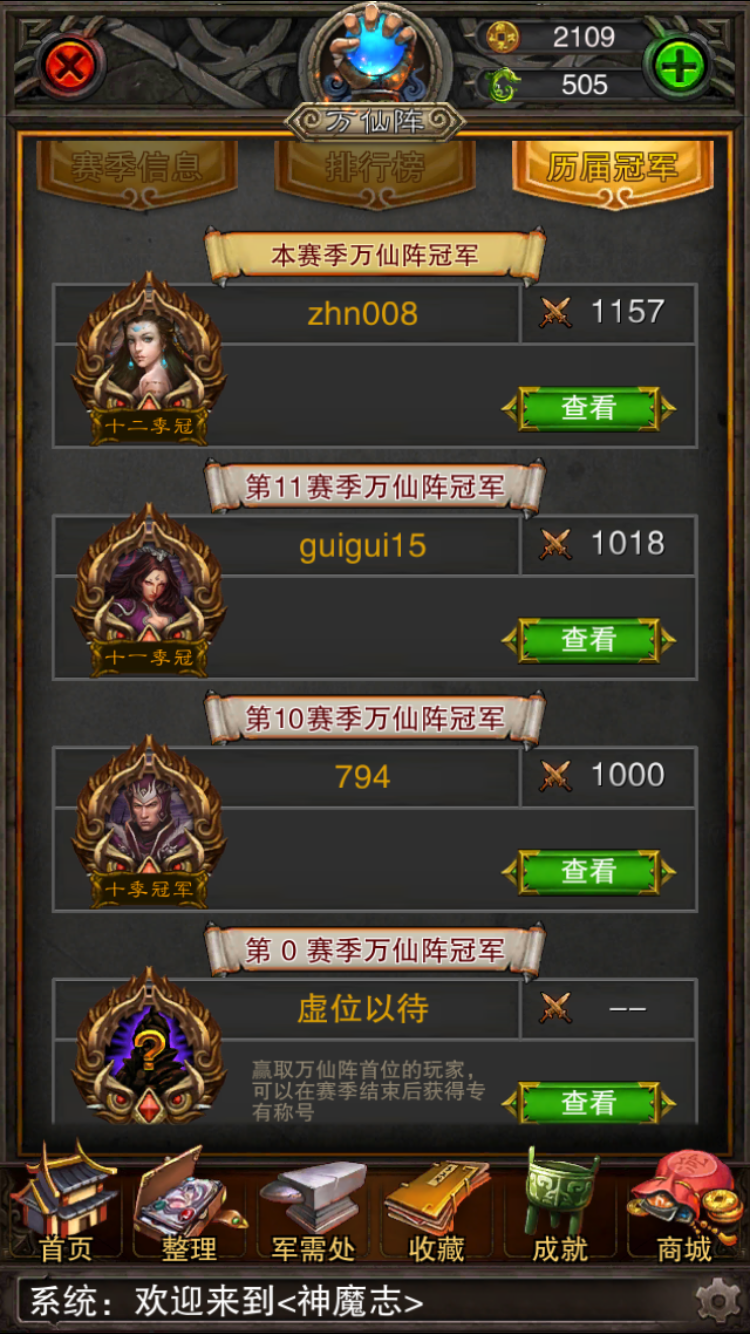 2109
505
万仙阵
赛季信息
排行榜
历届冠军
本赛季万仙阵冠军
zhn008
1157
十二季冠
查看
第11赛季万仙阵冠军
guigui15
1018
十一季冠
查看
第10赛季万仙阵冠军
794
1000
十季冠军
查看
第 0 赛季万仙阵冠军
虚位以待
--
赢取万仙阵首位的玩家，
可以在赛季结束后获得专
有称号
查看
首页
整理
军需处
收藏
成就
商城
系统：欢迎来到<神魔志>